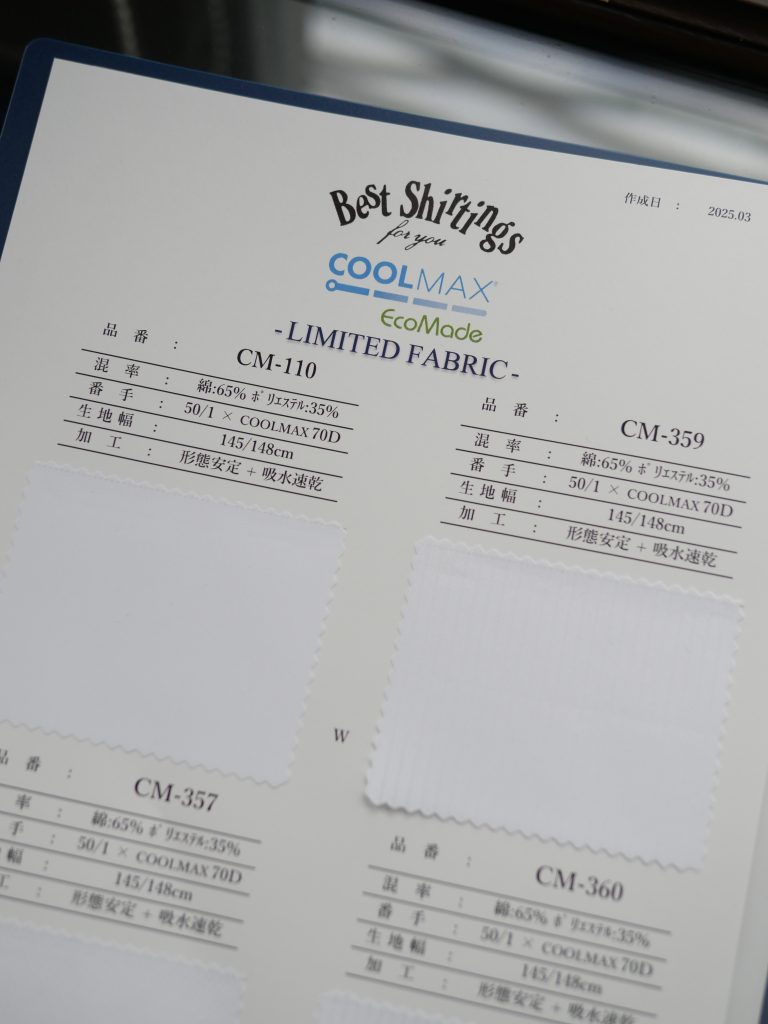 作成日 : 2025.03
Best Shirtings
for you
COOLMAX®
EcoMade
-LIMITED FABRIC-
品番 : CM-110
混率 : 綿:65% ポリエステル:35%
番手 : 50/1 × COOLMAX 70D
生地幅 : 145/148cm
加工 : 形態安定 + 吸水速乾
品番 : CM-359
混率 : 綿:65% ポリエステル:35%
番手 : 50/1 × COOLMAX 70D
生地幅 : 145/148cm
加工 : 形態安定 + 吸水速乾
W
品番 : CM-357
率 : 綿:65% ポリエステル:35%
手 : 50/1 × COOLMAX 70D
幅 : 145/148cm
工 : 形態安定 + 吸水速乾
品番 : CM-360
混率 : 綿:65% ポリエステル:35%
番手 : 50/1 × COOLMAX 70D
生地幅 : 145/148cm
加工 : 形態安定 + 吸水速乾